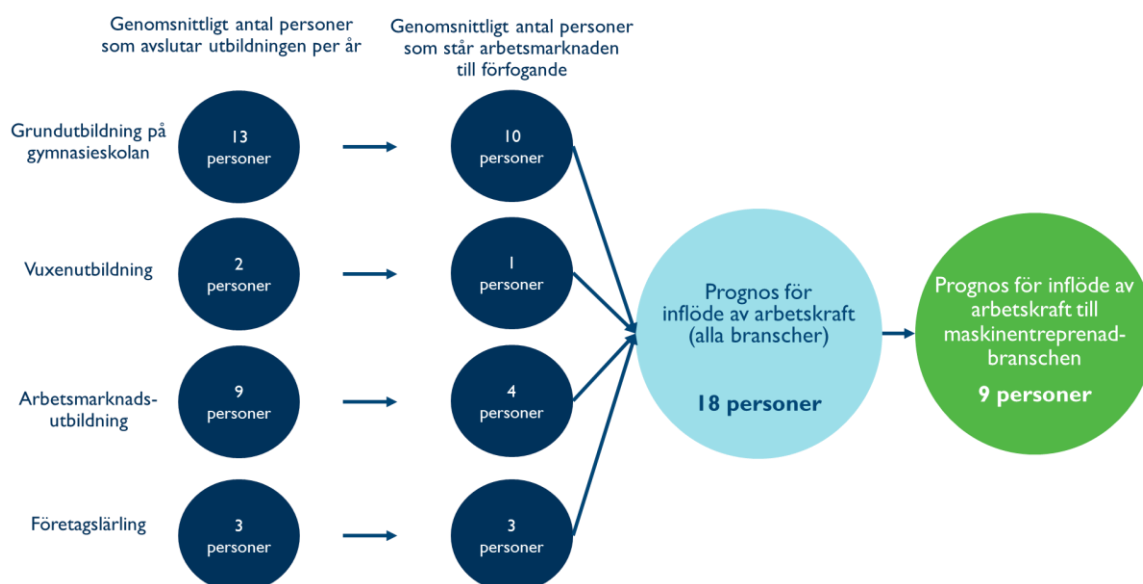 Genomsnittligt antal personer
som avslutar utbildningen per år
Genomsnittligt antal personer
som står arbetsmarknaden
till förfogande
Grundutbildning på
gymnasieskolan
13
personer
10
personer
Vuxenutbildning
2
personer
1
personer
Arbetsmarknads-
utbildning
9
personer
4
personer
Företagslärling
3
personer
3
personer
Prognos för
inflöde av arbetskraft
(alla branscher)
18 personer
Prognos för inflöde av
arbetskraft till
maskinentreprenad-
branschen
9 personer